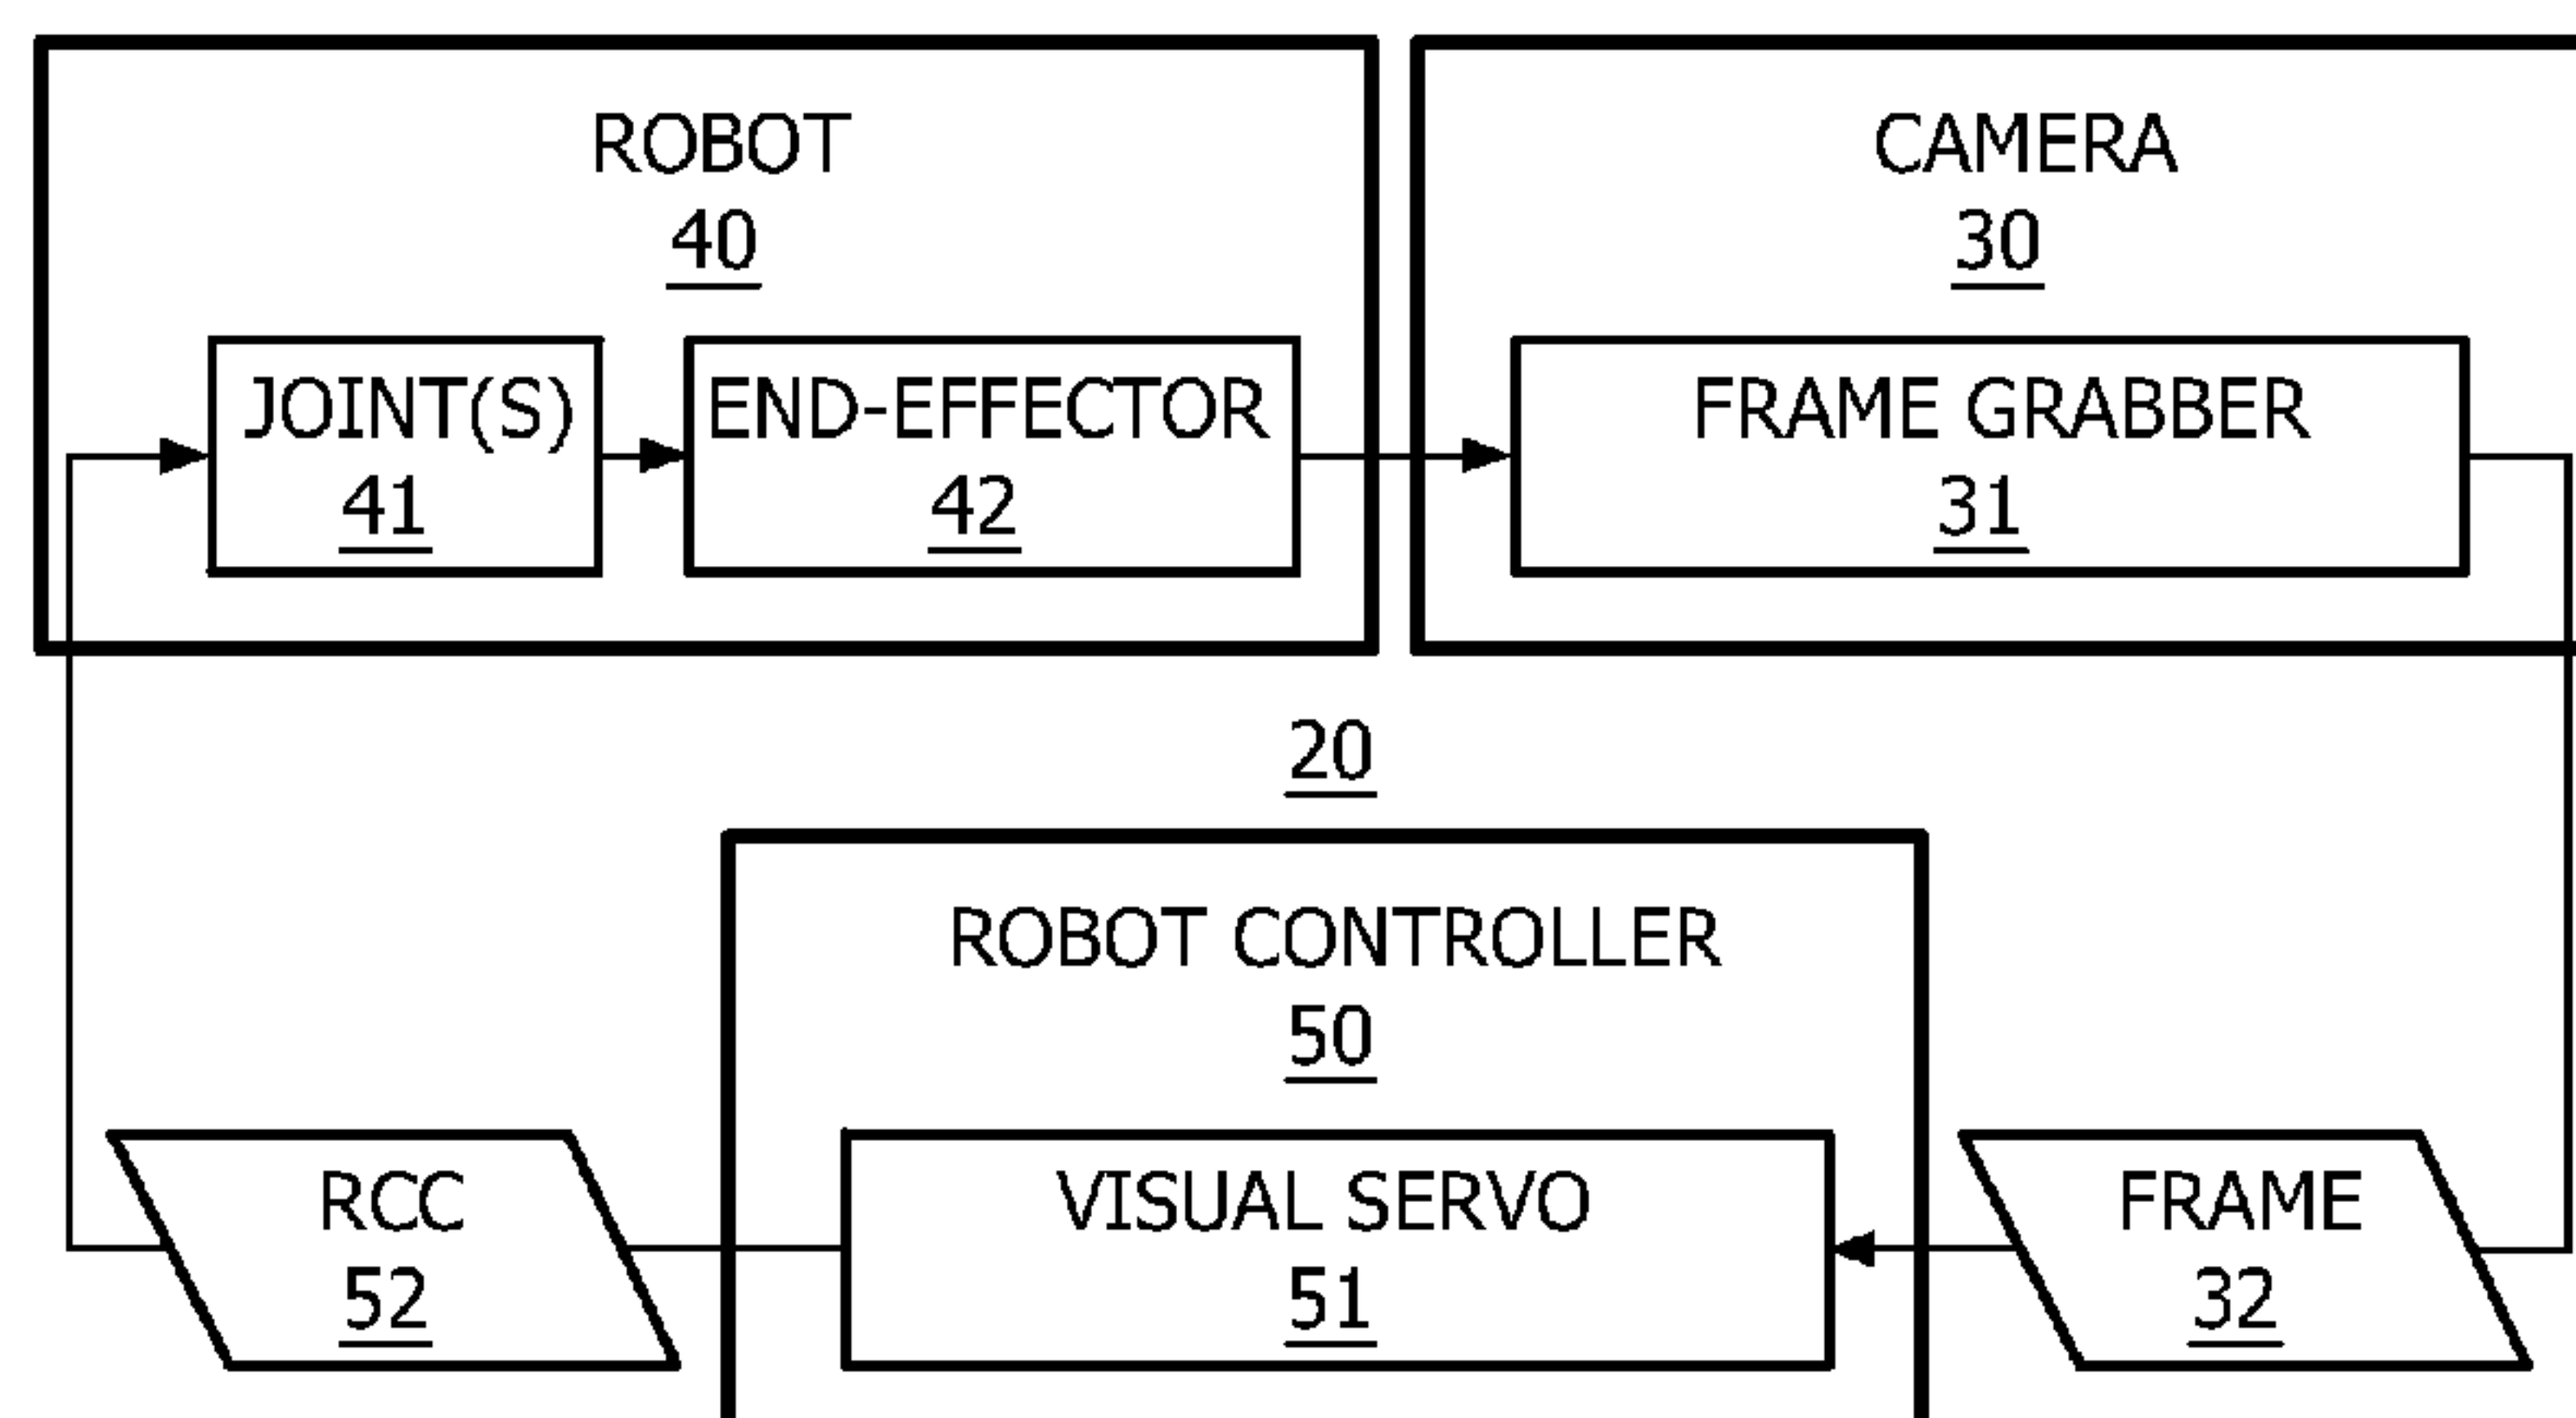 ROBOT
40
CAMERA
30
JOINT(S)
41
END-EFFECTOR
42
FRAME GRABBER
31
20
ROBOT CONTROLLER
50
RCC
52
VISUAL SERVO
51
FRAME
32